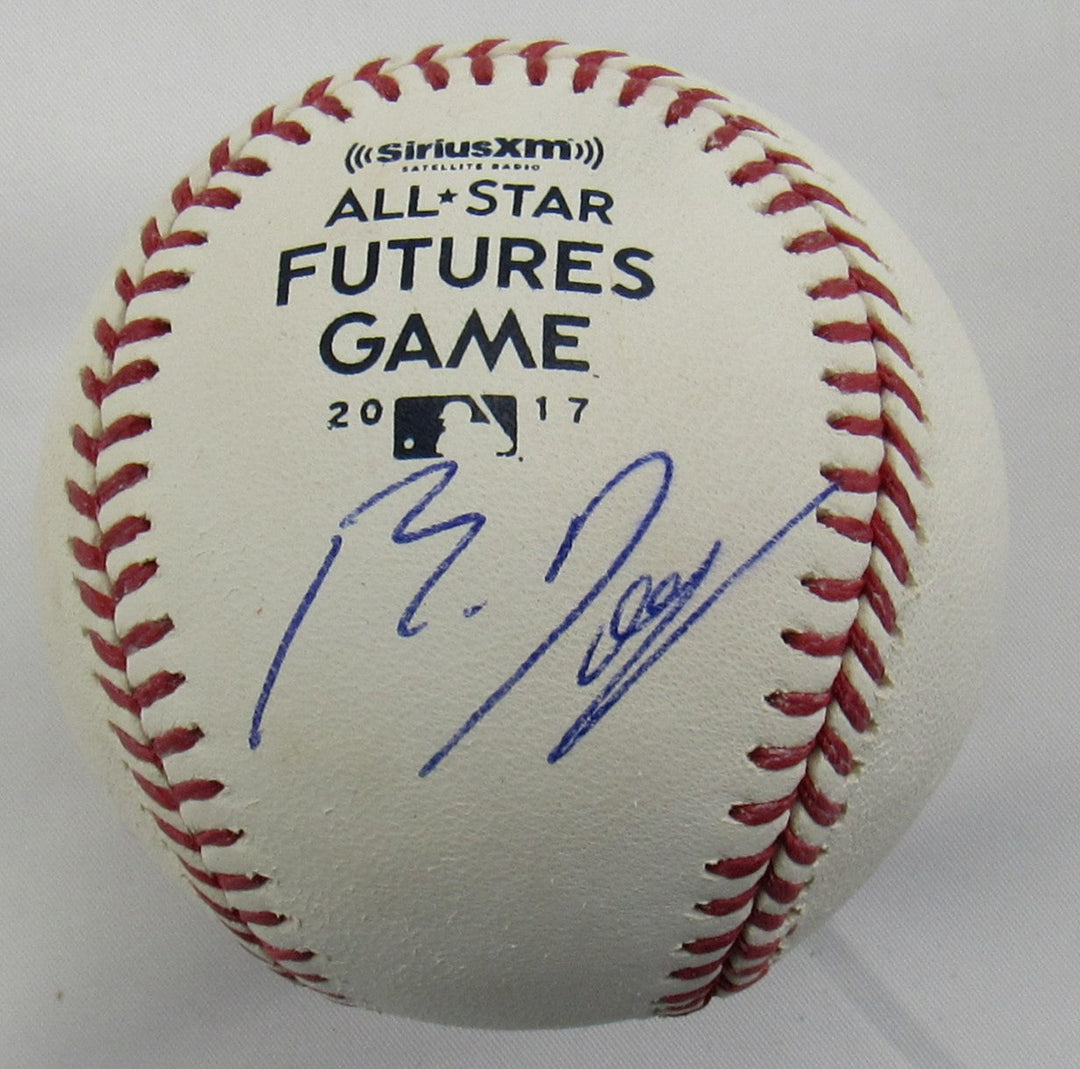 SiriusXm
SATELLITE RADIO
ALL★STAR
FUTURES
GAME
20 17